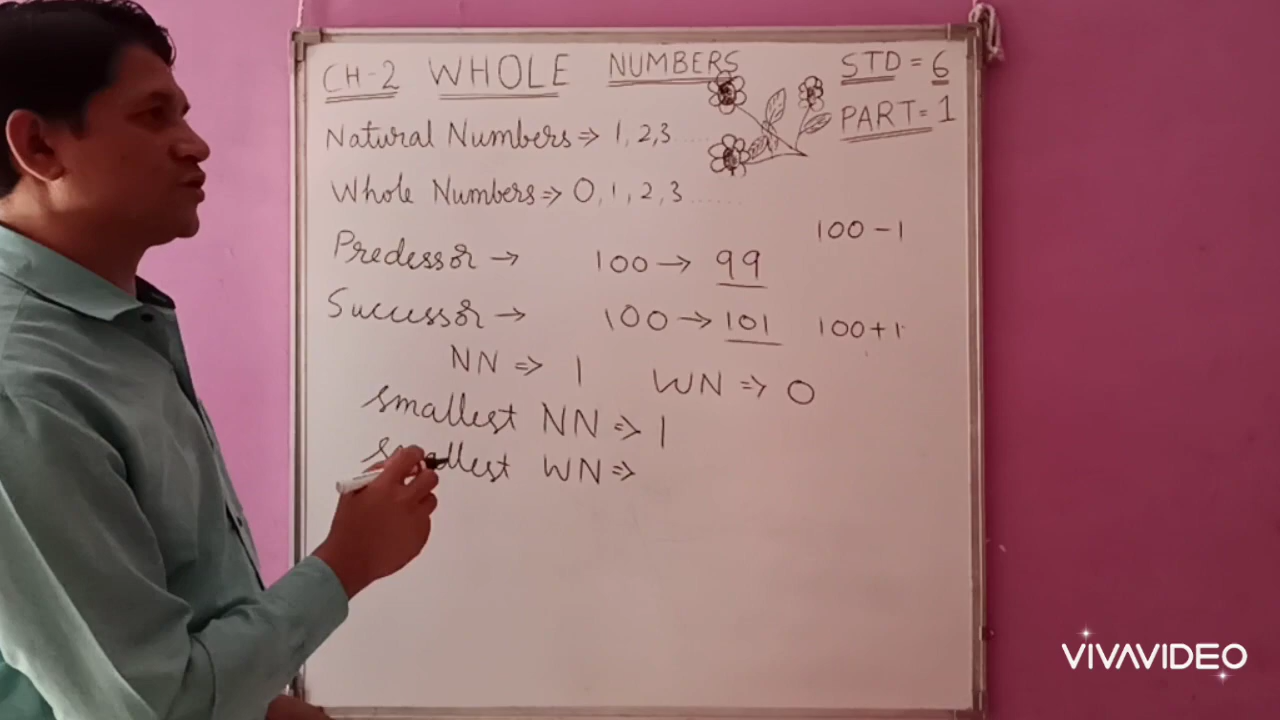 CH-2 WHOLE NUMBERS
STD = 6
PART = 1
Natural Numbers ⇒ 1, 2, 3 ......
Whole Numbers ⇒ 0, 1, 2, 3 ......
100 - 1
Predessor → 100 → 99
Successor → 100 → 101 100 + 1
NN ⇒ 1 WN ⇒ 0
smallest NN ⇒ 1
smallest WN ⇒
VIVAVIDEO